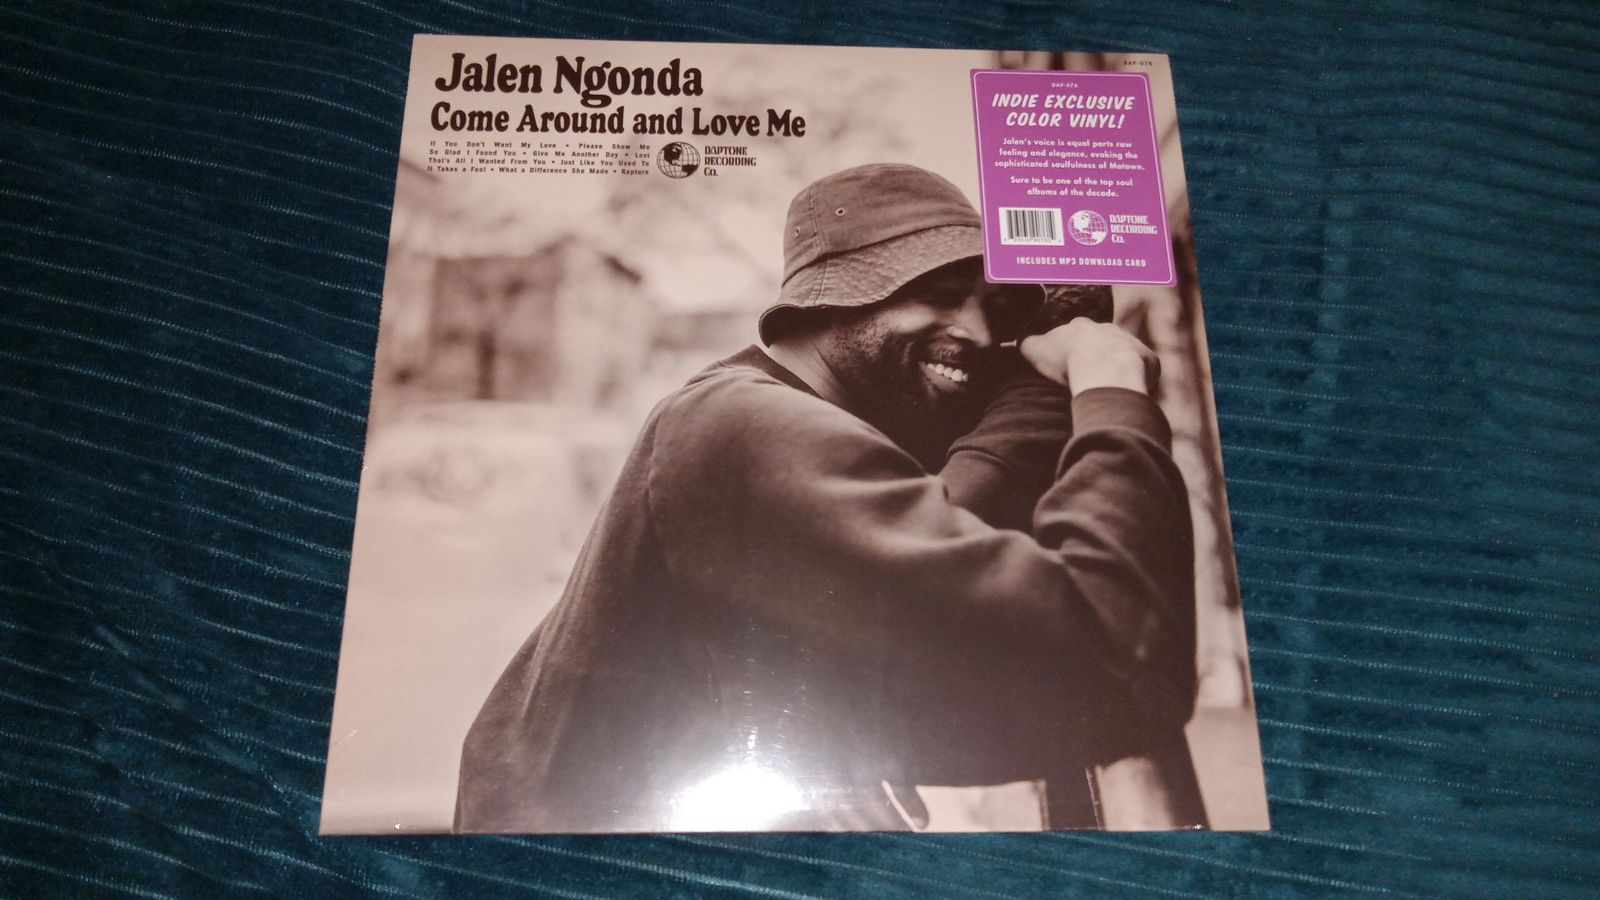 Jalen Ngonda
Come Around and Love Me
If You Don't Want My Love • Please Show Me
So Glad I Found You • Give Me Another Day • Lost
That's All I Wanted From You • Just Like You Used To
It Takes a Fool • What a Difference She Made • Rapture
DAPTONE
RECORDING
Co.
DAP-076
DAP-076
INDIE EXCLUSIVE
COLOR VINYL!
Jalen's voice is equal parts raw
feeling and elegance, evoking the
sophisticated soulfulness of Motown.
Sure to be one of the top soul
albums of the decade.
DAPTONE
RECORDING
Co.
INCLUDES MP3 DOWNLOAD CARD